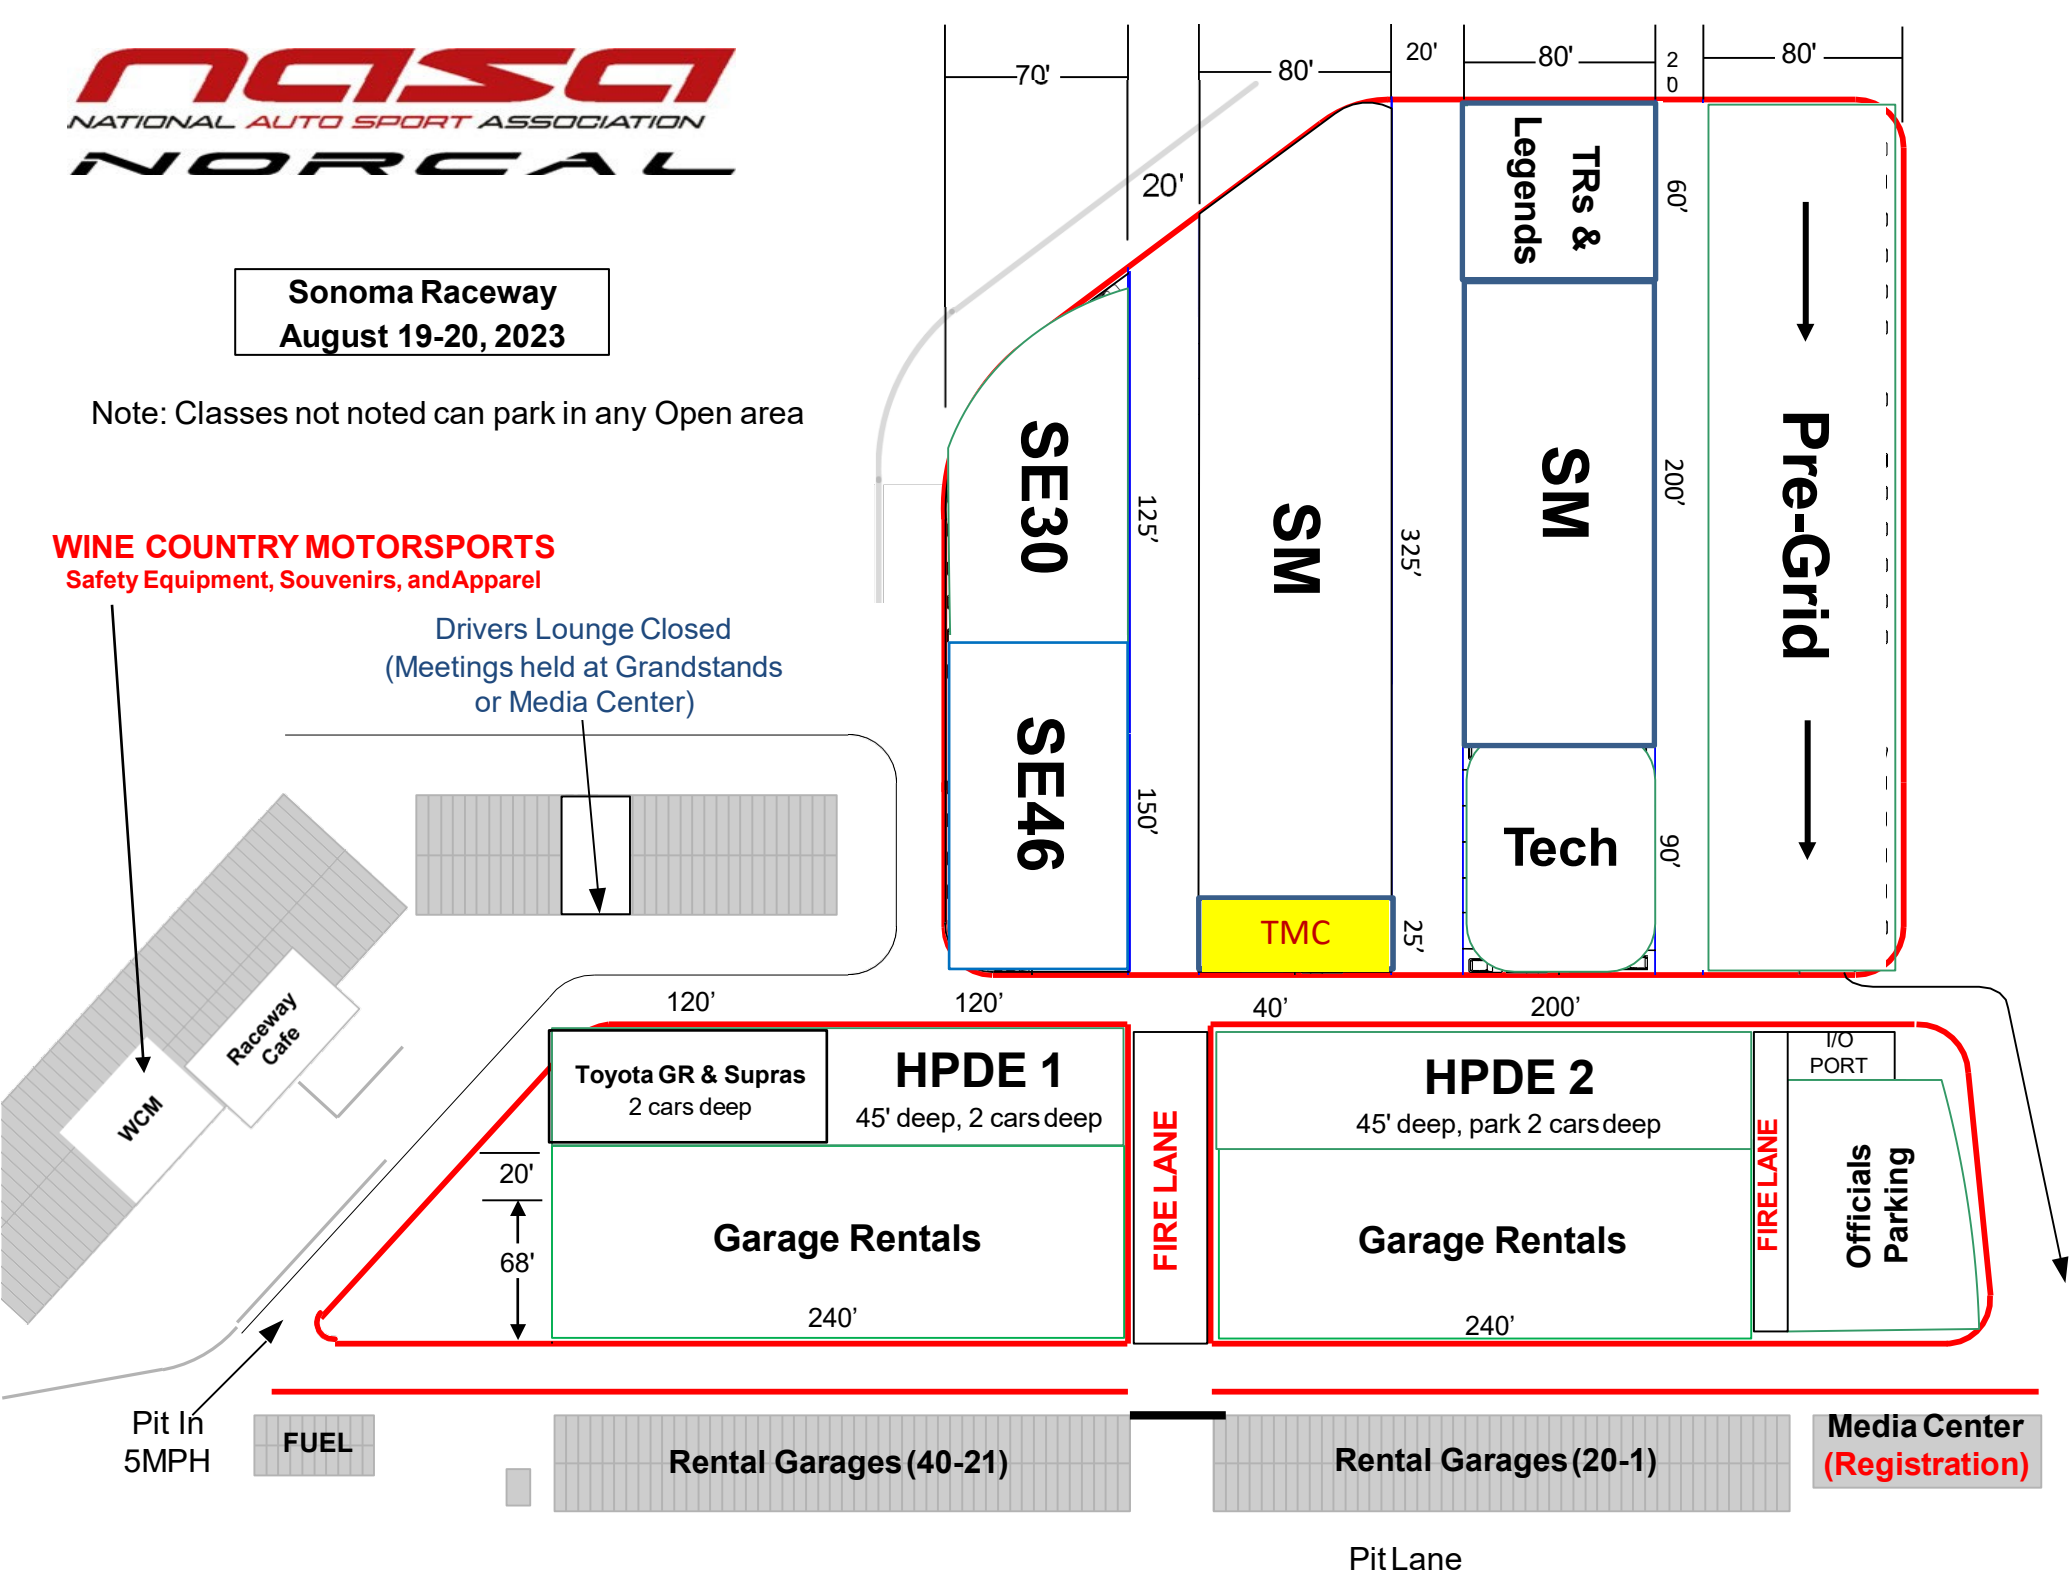 nasa
NATIONAL AUTO SPORT ASSOCIATION
NORCAL
Sonoma Raceway
August 19-20, 2023
Note: Classes not noted can park in any Open area
WINE COUNTRY MOTORSPORTS
Safety Equipment, Souvenirs, and Apparel
Drivers Lounge Closed
(Meetings held at Grandstands
or Media Center)
70'
80'
20'
80'
20
80'
20'
SE30
125'
SE46
150'
SM
325'
TMC
25'
TRs &
Legends
60'
SM
200'
Tech
90'
Pre-Grid
Raceway
Cafe
WCM
120'
120'
40'
200'
Toyota GR & Supras
2 cars deep
HPDE 1
45' deep, 2 cars deep
HPDE 2
45' deep, park 2 cars deep
I/O
PORT
20'
68'
Garage Rentals
240'
FIRE LANE
Garage Rentals
240'
FIRE LANE
Officials
Parking
Pit In
5MPH
FUEL
Rental Garages (40-21)
Rental Garages (20-1)
Media Center
(Registration)
Pit Lane